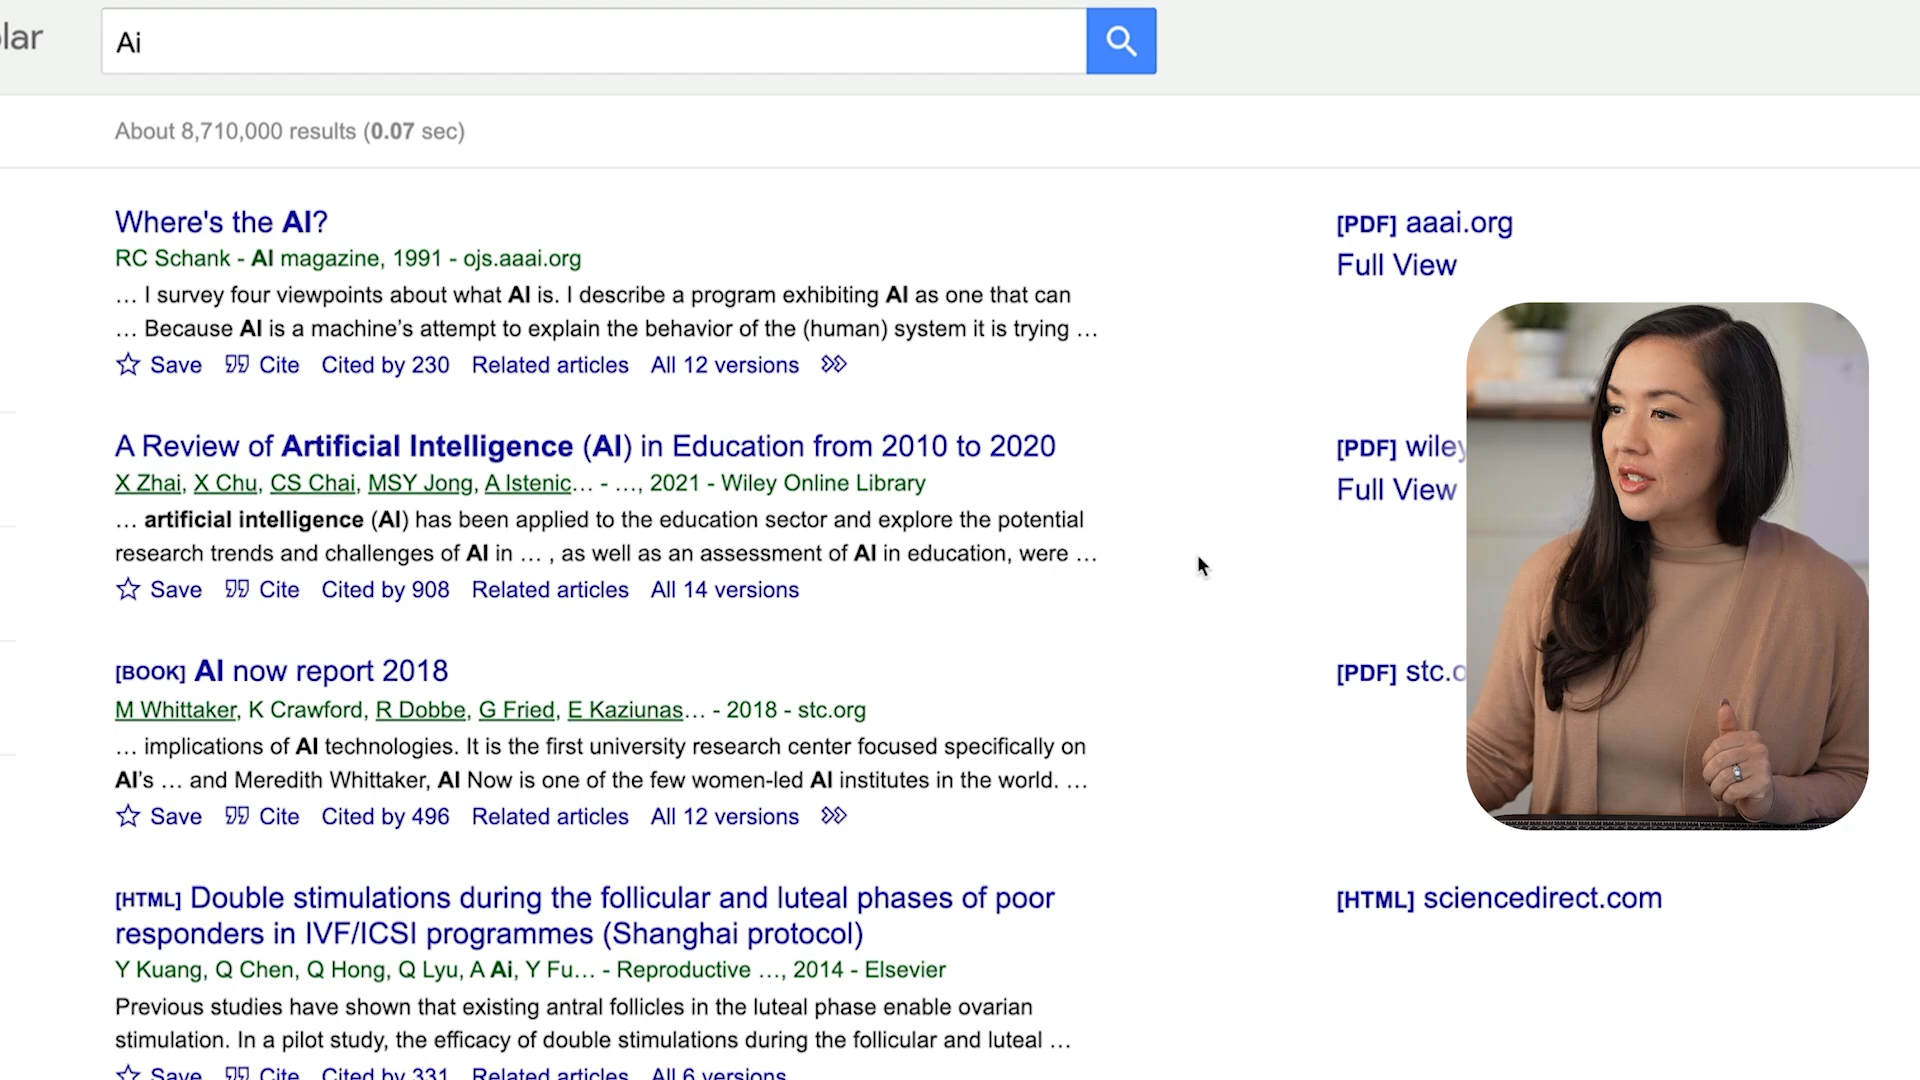 lar
Ai
About 8,710,000 results (0.07 sec)
Where's the AI?
RC Schank - AI magazine, 1991 - ojs.aaai.org
… I survey four viewpoints about what AI is. I describe a program exhibiting AI as one that can
… Because AI is a machine’s attempt to explain the behavior of the (human) system it is trying …
Save Cite Cited by 230 Related articles All 12 versions
[PDF] aaai.org
Full View
A Review of Artificial Intelligence (AI) in Education from 2010 to 2020
X Zhai, X Chu, CS Chai, MSY Jong, A Istenic… - …, 2021 - Wiley Online Library
… artificial intelligence (AI) has been applied to the education sector and explore the potential
research trends and challenges of AI in … , as well as an assessment of AI in education, were …
Save Cite Cited by 908 Related articles All 14 versions
[PDF] wiley
Full View
[BOOK] AI now report 2018
M Whittaker, K Crawford, R Dobbe, G Fried, E Kaziunas… - 2018 - stc.org
… implications of AI technologies. It is the first university research center focused specifically on
AI’s … and Meredith Whittaker, AI Now is one of the few women-led AI institutes in the world. …
Save Cite Cited by 496 Related articles All 12 versions
[PDF] stc.o
[HTML] Double stimulations during the follicular and luteal phases of poor
responders in IVF/ICSI programmes (Shanghai protocol)
Y Kuang, Q Chen, Q Hong, Q Lyu, A Ai, Y Fu… - Reproductive …, 2014 - Elsevier
Previous studies have shown that existing antral follicles in the luteal phase enable ovarian
stimulation. In a pilot study, the efficacy of double stimulations during the follicular and luteal …
Save Cite Cited by 331 Related articles All 6 versions
[HTML] sciencedirect.com